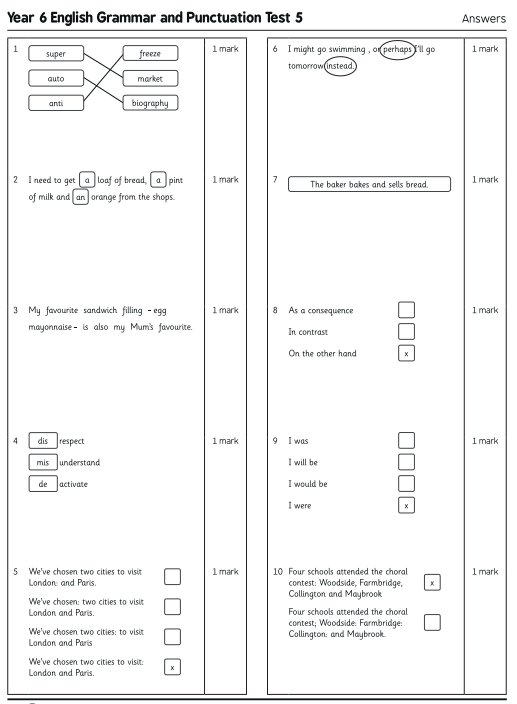 Year 6 English Grammar and Punctuation Test 5
Answers
1
super
freeze
1 mark
auto
market
anti
biography
2 I need to get a loaf of bread, a pint
of milk and an orange from the shops.
1 mark
3 My favourite sandwich filling – egg
mayonnaise – is also my Mum's favourite.
1 mark
4 dis respect
1 mark
mis understand
de activate
5 We've chosen two cities to visit
London: and Paris.
1 mark
We've chosen: two cities to visit
London and Paris.
We've chosen two cities: to visit
London and Paris
We've chosen two cities to visit:
London and Paris. x
6 I might go swimming , or perhaps I'll go
tomorrow instead.
1 mark
7 The baker bakes and sells bread.
1 mark
8 As a consequence
1 mark
In contrast
On the other hand x
9 I was
1 mark
I will be
I would be
I were x
10 Four schools attended the choral
contest: Woodside, Farmbridge, x
Collington and Maybrook
1 mark
Four schools attended the choral
contest; Woodside: Farmbridge:
Collington: and Maybrook.